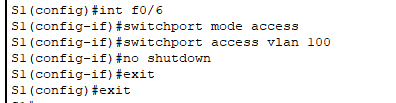 S1(config)#int f0/6
S1(config-if)#switchport mode access
S1(config-if)#switchport access vlan 100
S1(config-if)#no shutdown
S1(config-if)#exit
S1(config)#exit